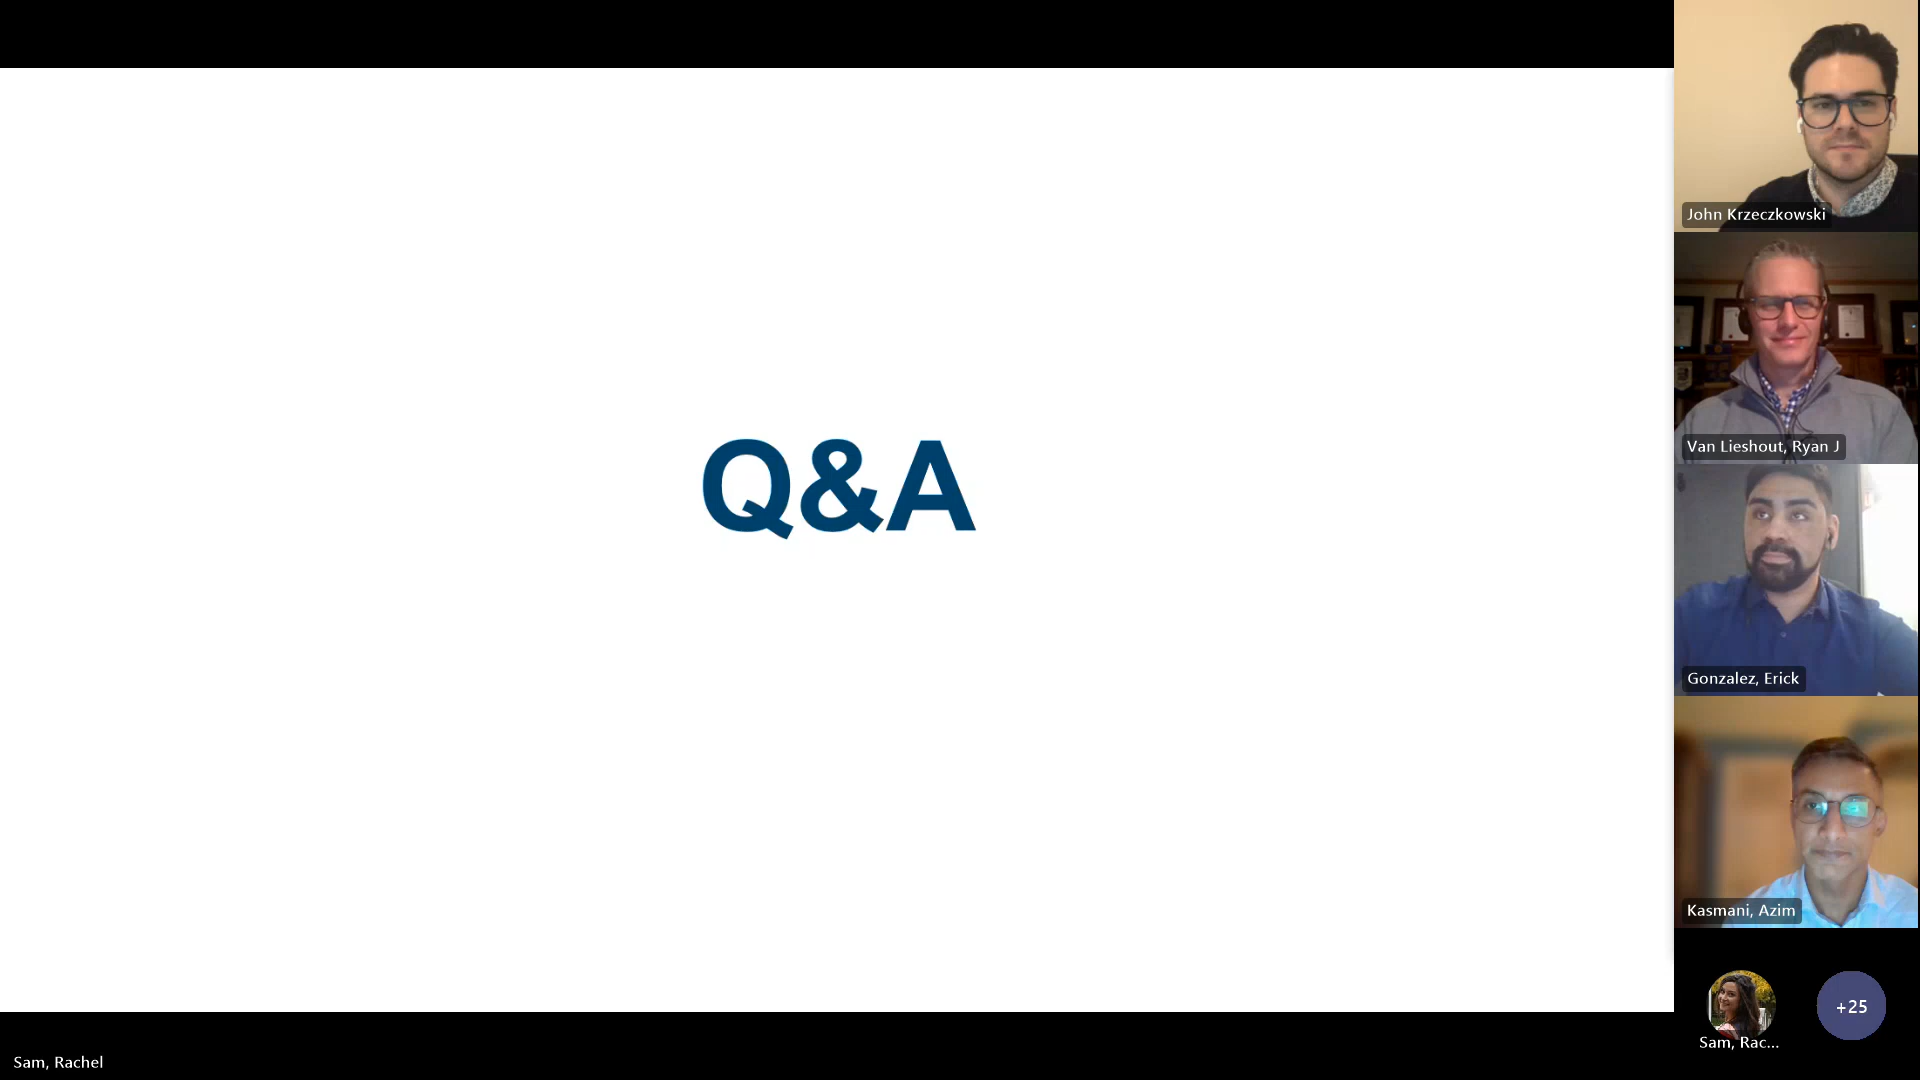 Q&A
John Krzeczkowski
Van Lieshout, Ryan J
Gonzalez, Erick
Kasmani, Azim
+25
Sam, Rac...
Sam, Rachel